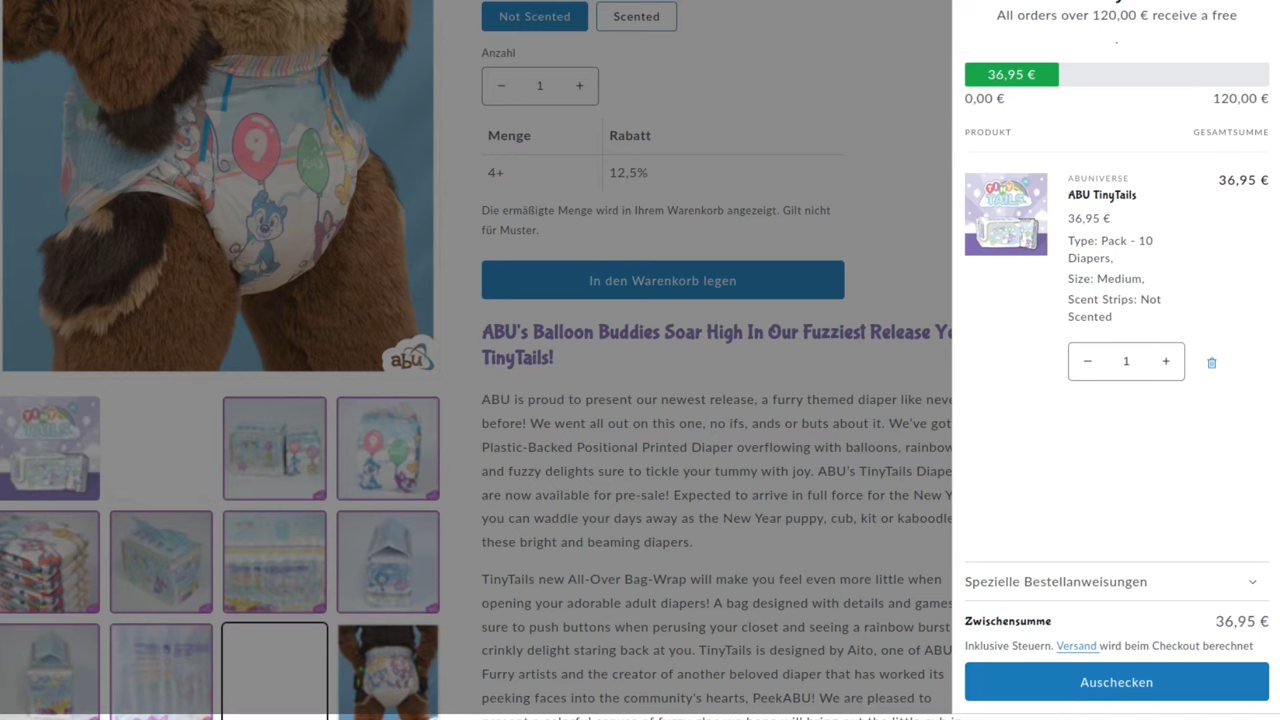 Not Scented
Scented
Anzahl
− 1 +
Menge Rabatt
4+ 12,5%
Die ermäßigte Menge wird in Ihrem Warenkorb angezeigt. Gilt nicht
für Muster.
In den Warenkorb legen
ABU's Balloon Buddies Soar High In Our Fuzziest Release
TinyTails!
ABU is proud to present our newest release, a furry themed diaper like
before! We went all out on this one, no ifs, ands or buts about it. We've got
Plastic-Backed Positional Printed Diaper overflowing with balloons,
and fuzzy delights sure to tickle your tummy with joy. ABU's TinyTails
are now available for pre-sale! Expected to arrive in full force for the New
you can waddle your days away as the New Year puppy, cub, kit or kaboodle
these bright and beaming diapers.
TinyTails new All-Over Bag-Wrap will make you feel even more little when
opening your adorable adult diapers! A bag designed with details and games
sure to push buttons when perusing your closet and seeing a rainbow burst
crinkly delight staring back at you. TinyTails is designed by Aito, one of ABU
Furry artists and the creator of another beloved diaper that has worked its
peeking faces into the community's hearts, PeekABU! We are pleased to
abu
9
TINY
TAILS
All orders over 120,00 € receive a free
.
36,95 €
0,00 € 120,00 €
PRODUKT GESAMTSUMME
TINY
TAILS
ABUNIVERSE
36,95 €
ABU TinyTails
36,95 €
Type: Pack - 10
Diapers,
Size: Medium,
Scent Strips: Not
Scented
− 1 +
Spezielle Bestellanweisungen
Zwischensumme 36,95 €
Inklusive Steuern. Versand wird beim Checkout berechnet
Auschecken